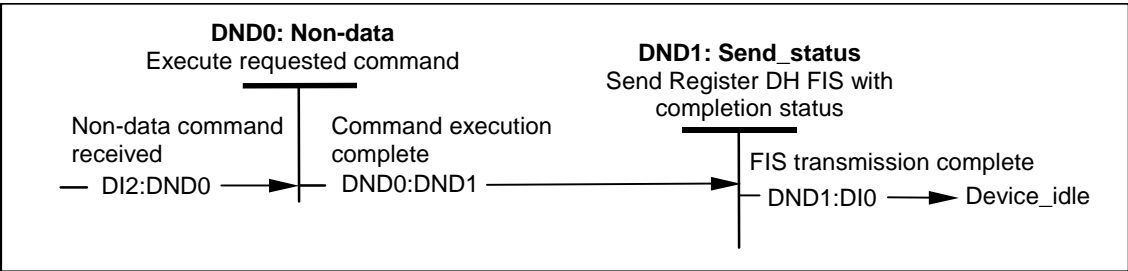 DND0: Non-data
Execute requested command
Non-data command
received
DI2:DND0
Command execution
complete
DND0:DND1
DND1: Send_status
Send Register DH FIS with
completion status
FIS transmission complete
DND1:DI0
Device_idle